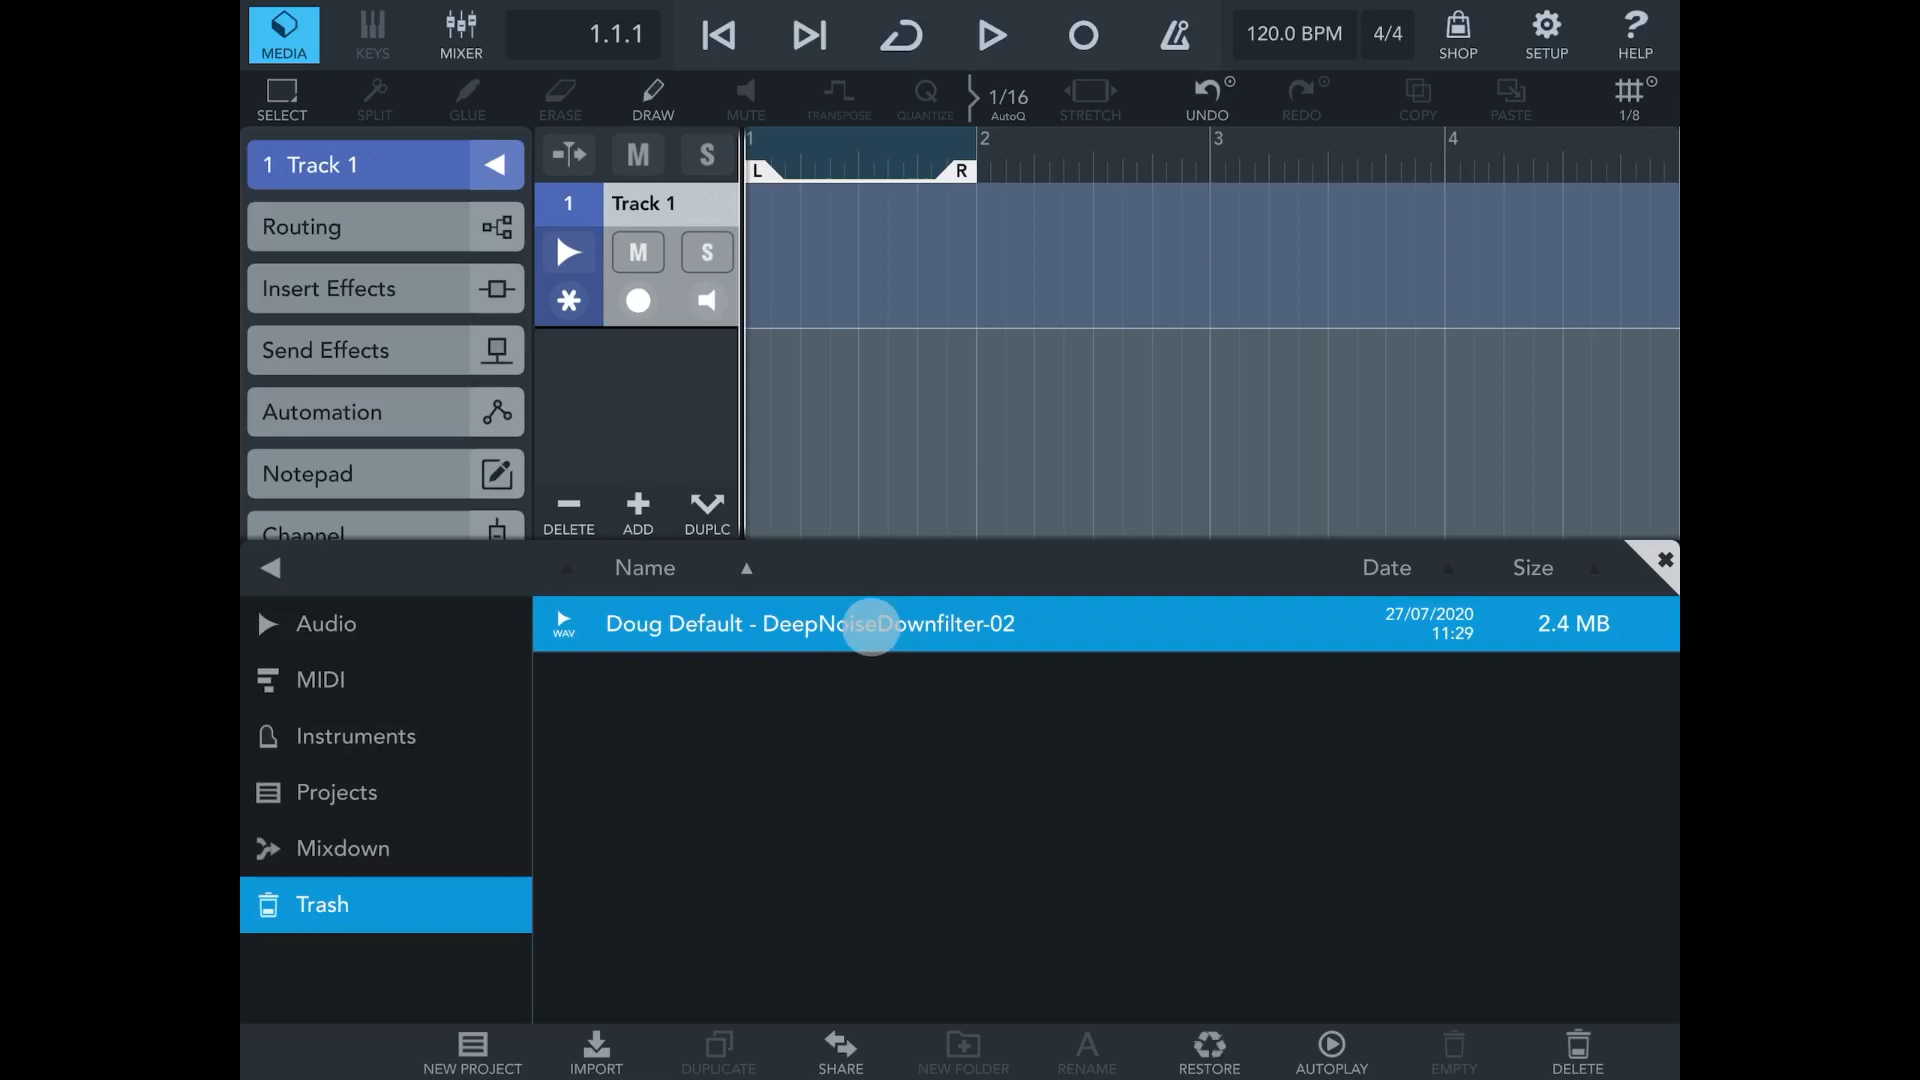 MEDIA
KEYS
MIXER
1.1.1
120.0 BPM
4/4
SHOP
SETUP
?
HELP
SELECT
SPLIT
GLUE
ERASE
DRAW
MUTE
TRANSPOSE
Q
QUANTIZE
1/16
AutoQ
STRETCH
UNDO
REDO
COPY
PASTE
1/8
1 Track 1
M
S
1
2
3
4
L
R
1
Track 1
Routing
M
S
Insert Effects
Send Effects
Automation
Notepad
Channel
DELETE
ADD
DUPLC
Name
Date
Size
Audio
WAV
Doug Default - DeepNoiseDownfilter-02
27/07/2020
11:29
2.4 MB
MIDI
Instruments
Projects
Mixdown
Trash
NEW PROJECT
IMPORT
DUPLICATE
SHARE
NEW FOLDER
A
RENAME
RESTORE
AUTOPLAY
EMPTY
DELETE